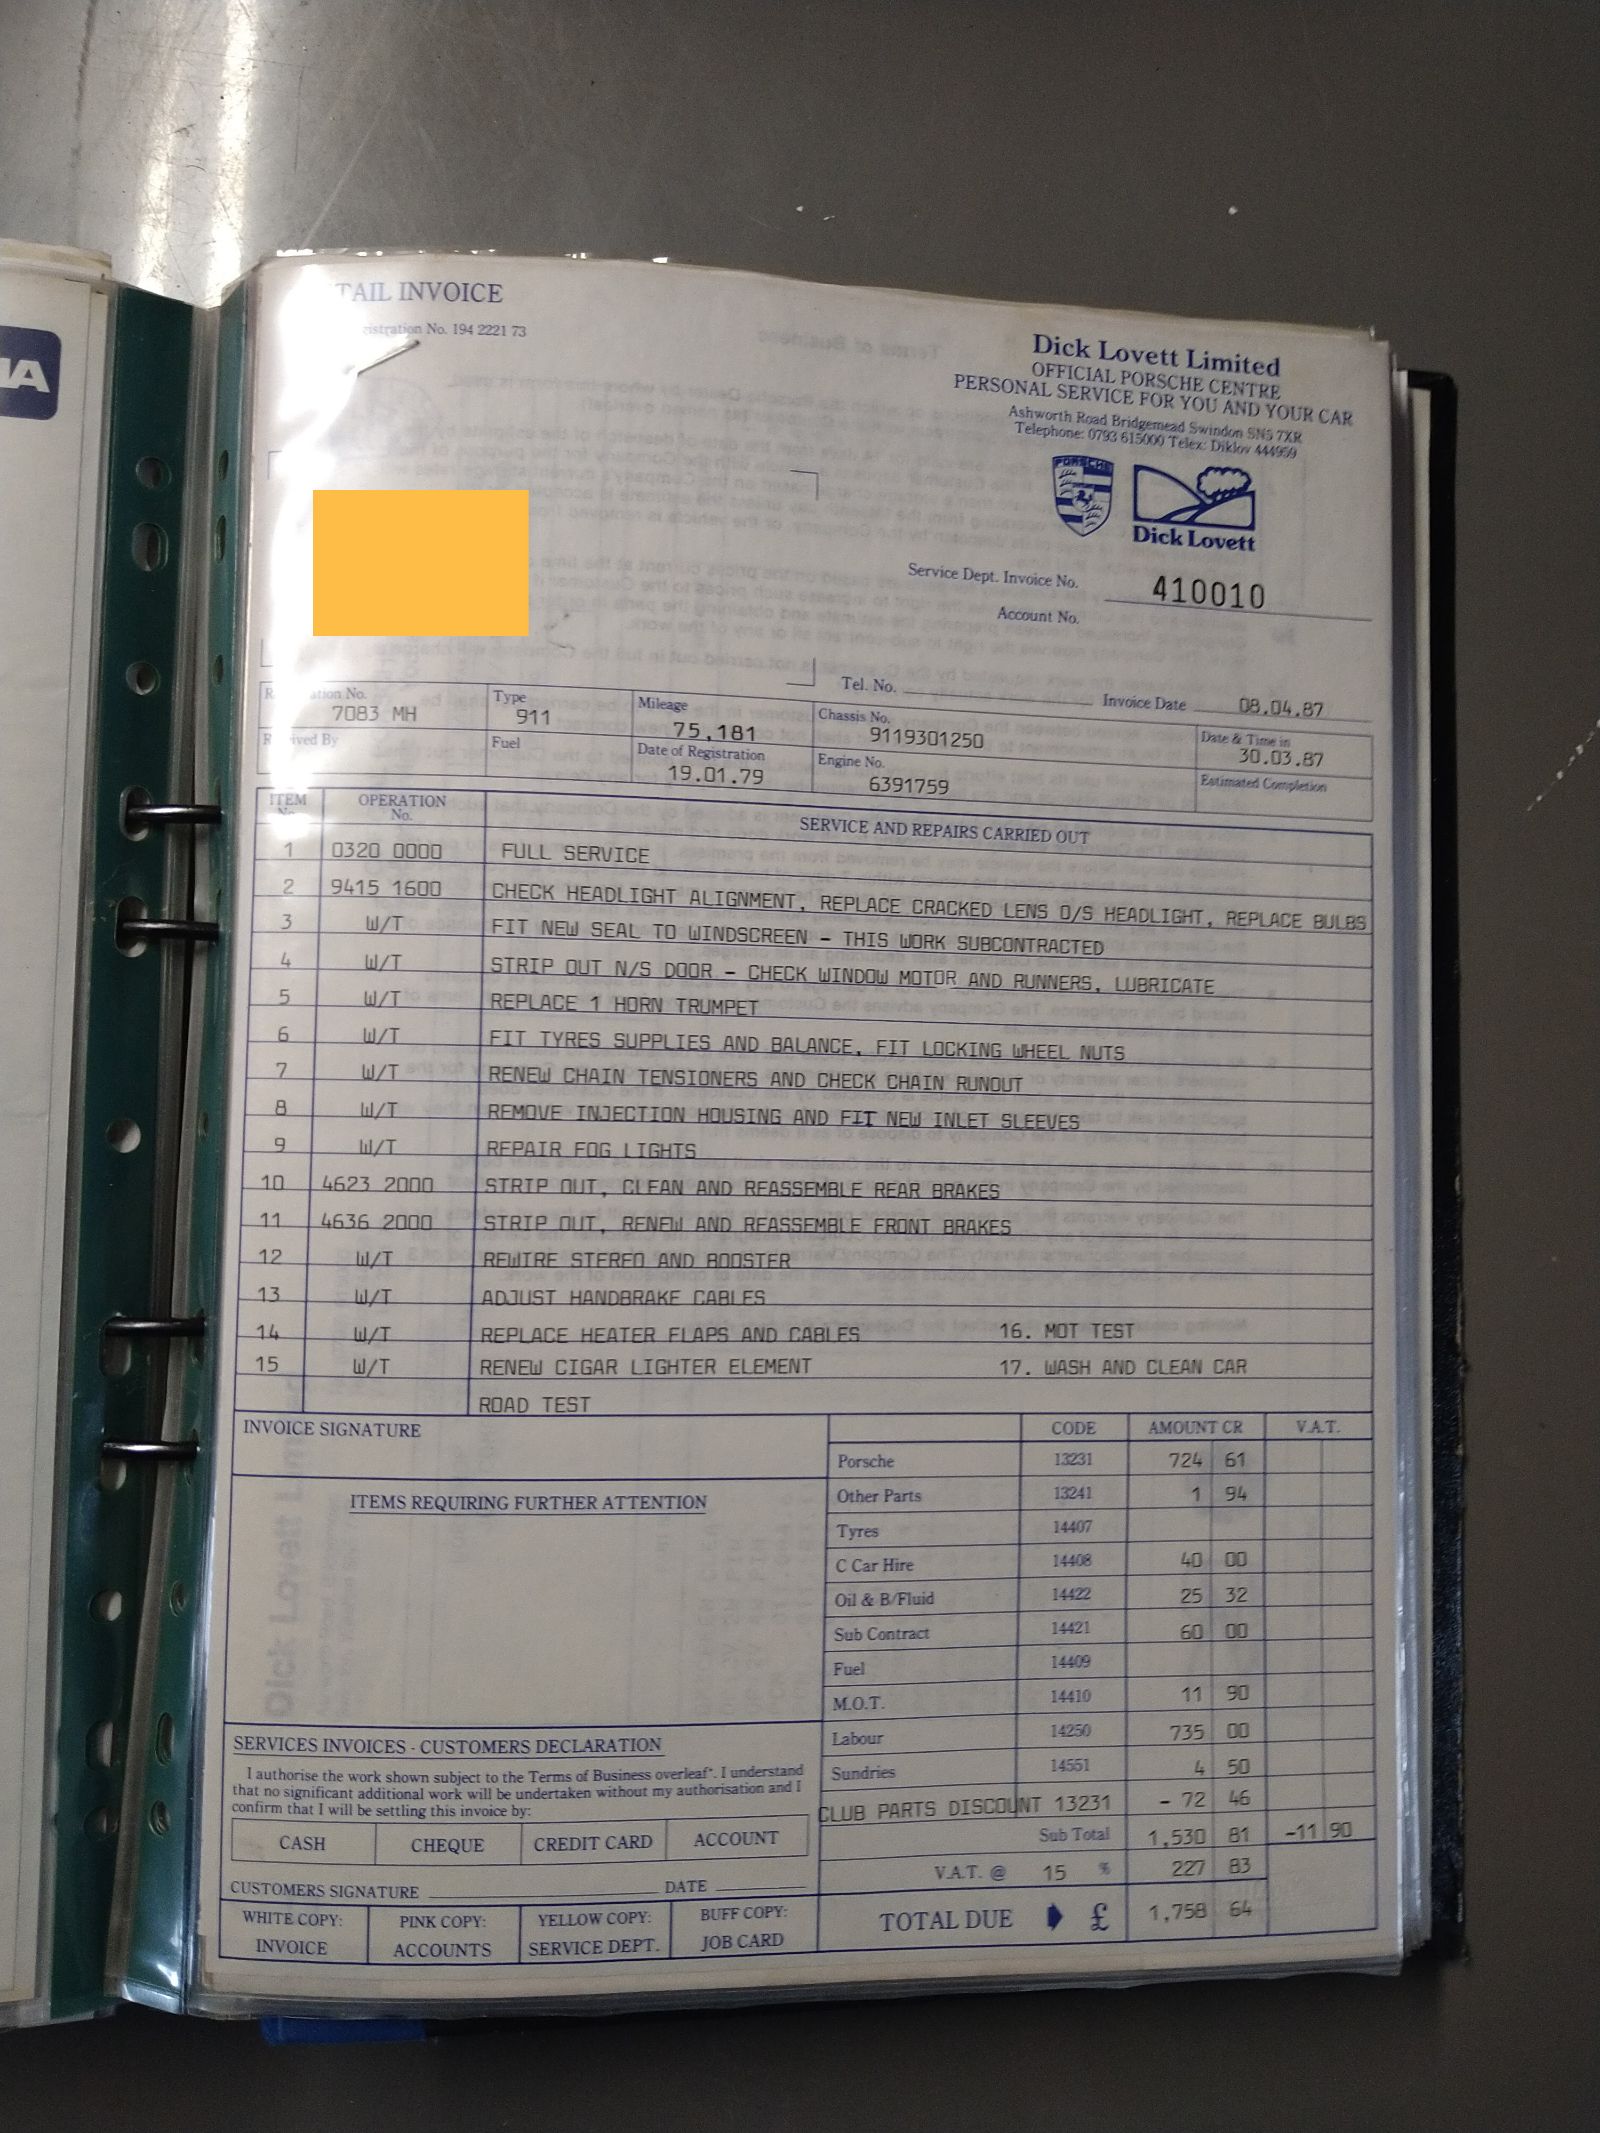 TAIL INVOICE
istration No. 194 2221 73
Dick Lovett Limited
OFFICIAL PORSCHE CENTRE
PERSONAL SERVICE FOR YOU AND YOUR CAR
Ashworth Road Bridgemead Swindon SN5 7XR
Telephone: 0793 615000 Telex: Diklov 444959
PORSCHE
Dick Lovett
Service Dept. Invoice No. 410010
Account No.
Tel. No. Invoice Date 08.04.87
ation No. Type Mileage Chassis No. Date & Time in
7083 MH 911 75,181 9119301250 30.03.87
ived By Fuel Date of Registration Engine No. Estimated Completion
19.01.79 6391759
ITEM No. OPERATION No. SERVICE AND REPAIRS CARRIED OUT
1 0320 0000 FULL SERVICE
2 9415 1600 CHECK HEADLIGHT ALIGNMENT, REPLACE CRACKED LENS O/S HEADLIGHT, REPLACE BULBS
3 W/T FIT NEW SEAL TO WINDSCREEN - THIS WORK SUBCONTRACTED
4 W/T STRIP OUT N/S DOOR - CHECK WINDOW MOTOR AND RUNNERS, LUBRICATE
5 W/T REPLACE 1 HORN TRUMPET
6 W/T FIT TYRES SUPPLIES AND BALANCE, FIT LOCKING WHEEL NUTS
7 W/T RENEW CHAIN TENSIONERS AND CHECK CHAIN RUNOUT
8 W/T REMOVE INJECTION HOUSING AND FIT NEW INLET SLEEVES
9 W/T REPAIR FOG LIGHTS
10 4623 2000 STRIP OUT, CLEAN AND REASSEMBLE REAR BRAKES
11 4636 2000 STRIP OUT, RENEW AND REASSEMBLE FRONT BRAKES
12 W/T REWIRE STEREO AND BOOSTER
13 W/T ADJUST HANDBRAKE CABLES
14 W/T REPLACE HEATER FLAPS AND CABLES 16. MOT TEST
15 W/T RENEW CIGAR LIGHTER ELEMENT 17. WASH AND CLEAN CAR
ROAD TEST
INVOICE SIGNATURE
ITEMS REQUIRING FURTHER ATTENTION
CODE AMOUNT CR V.A.T.
Porsche 13231 724 61
Other Parts 13241 1 94
Tyres 14407
C Car Hire 14408 40 00
Oil & B/Fluid 14422 25 32
Sub Contract 14421 60 00
Fuel 14409
M.O.T. 14410 11 90
Labour 14250 735 00
Sundries 14551 4 50
CLUB PARTS DISCOUNT 13231 - 72 46
Sub Total 1,530 81 -11 90
V.A.T. @ 15 % 227 83
TOTAL DUE £ 1,758 64
SERVICES INVOICES - CUSTOMERS DECLARATION
I authorise the work shown subject to the Terms of Business overleaf*. I understand
that no significant additional work will be undertaken without my authorisation and I
confirm that I will be settling this invoice by:
CASH CHEQUE CREDIT CARD ACCOUNT
CUSTOMERS SIGNATURE DATE
WHITE COPY: PINK COPY: YELLOW COPY: BUFF COPY:
INVOICE ACCOUNTS SERVICE DEPT. JOB CARD